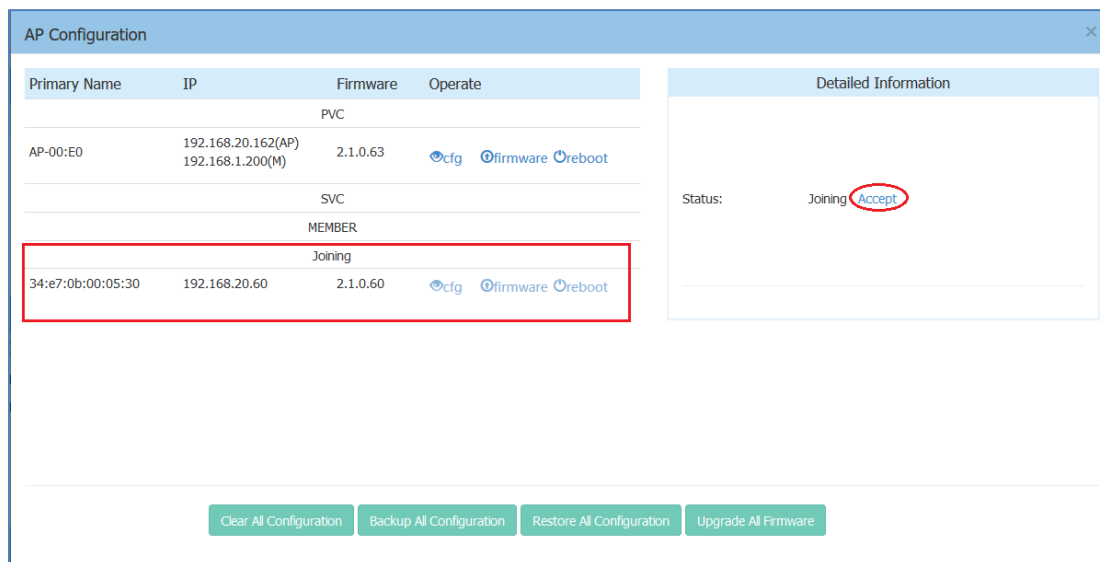 AP Configuration
Primary Name IP Firmware Operate
PVC
AP-00:E0 192.168.20.162(AP) 192.168.1.200(M) 2.1.0.63 cfg firmware reboot
SVC
MEMBER
Joining
34:e7:0b:00:05:30 192.168.20.60 2.1.0.60 cfg firmware reboot
Detailed Information
Status: Joining Accept
Clear All Configuration Backup All Configuration Restore All Configuration Upgrade All Firmware